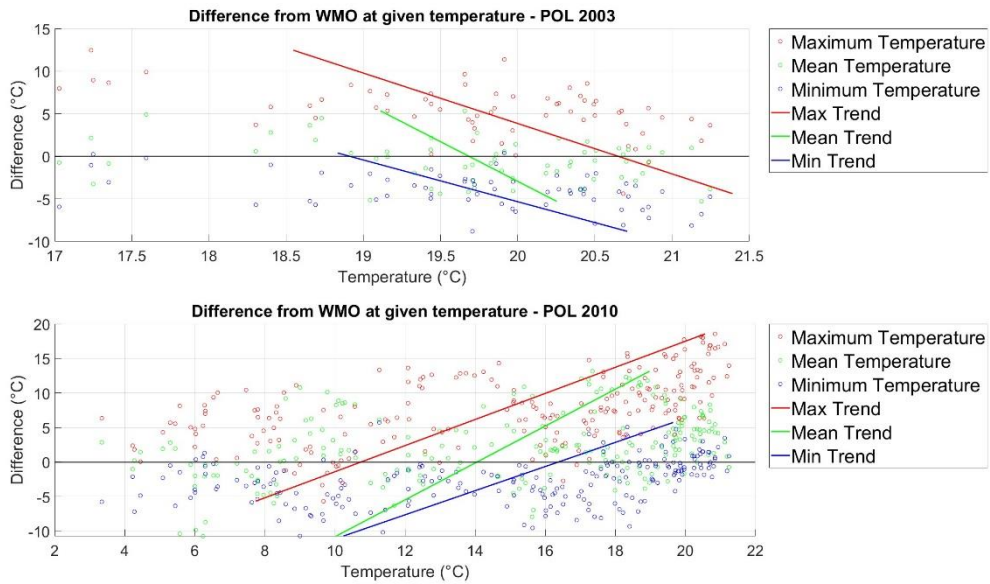 Difference from WMO at given temperature - POL 2003
15
10
5
0
-5
-10
Difference (°C)
17
17.5
18
18.5
19
19.5
20
20.5
21
21.5
Temperature (°C)
Maximum Temperature
Mean Temperature
Minimum Temperature
Max Trend
Mean Trend
Min Trend
Difference from WMO at given temperature - POL 2010
20
15
10
5
0
-5
-10
Difference (°C)
2
4
6
8
10
12
14
16
18
20
22
Temperature (°C)
Maximum Temperature
Mean Temperature
Minimum Temperature
Max Trend
Mean Trend
Min Trend